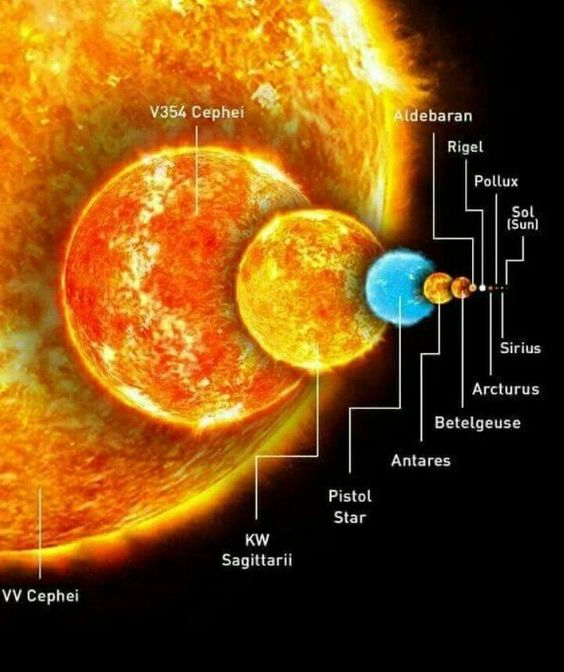 V354 Cephei
Aldebaran
Rigel
Pollux
Sol
(Sun)
Sirius
Arcturus
Betelgeuse
Antares
Pistol
Star
KW
Sagittarii
VV Cephei